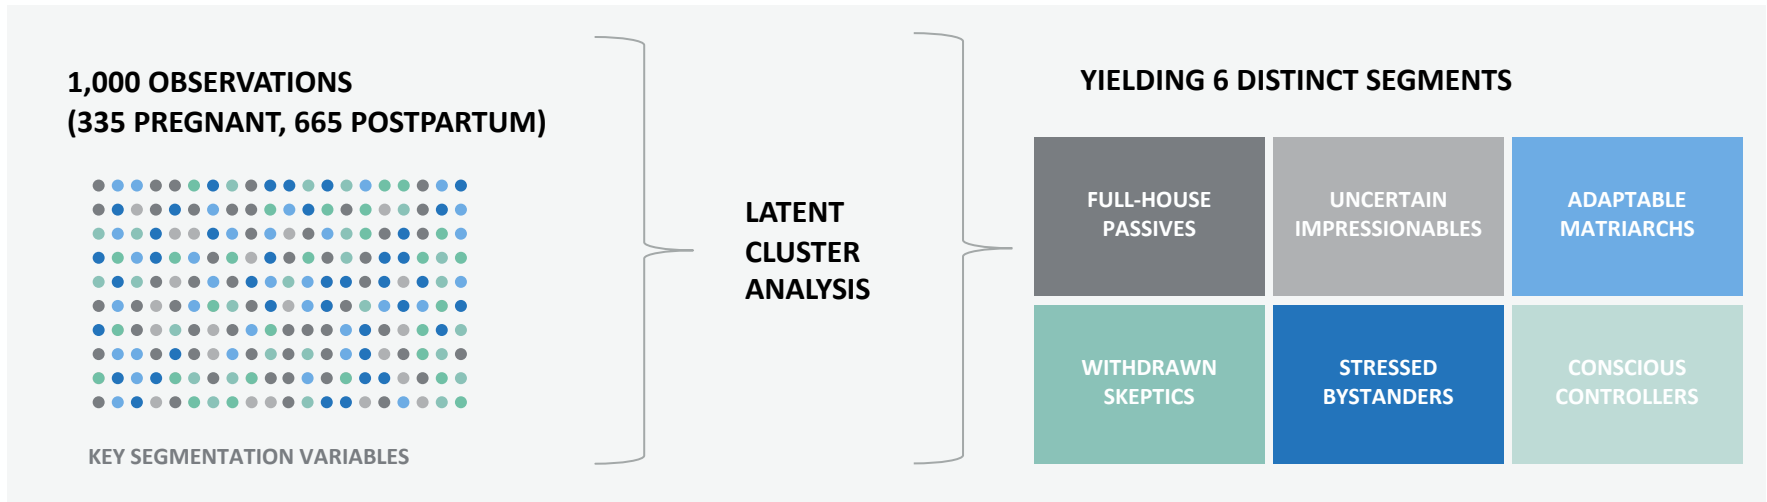 1,000 OBSERVATIONS
(335 PREGNANT, 665 POSTPARTUM)
KEY SEGMENTATION VARIABLES
LATENT
CLUSTER
ANALYSIS
YIELDING 6 DISTINCT SEGMENTS
FULL-HOUSE
PASSIVES
UNCERTAIN
IMPRESSIONABLES
ADAPTABLE
MATRIARCHS
WITHDRAWN
SKEPTICS
STRESSED
BYSTANDERS
CONSCIOUS
CONTROLLERS